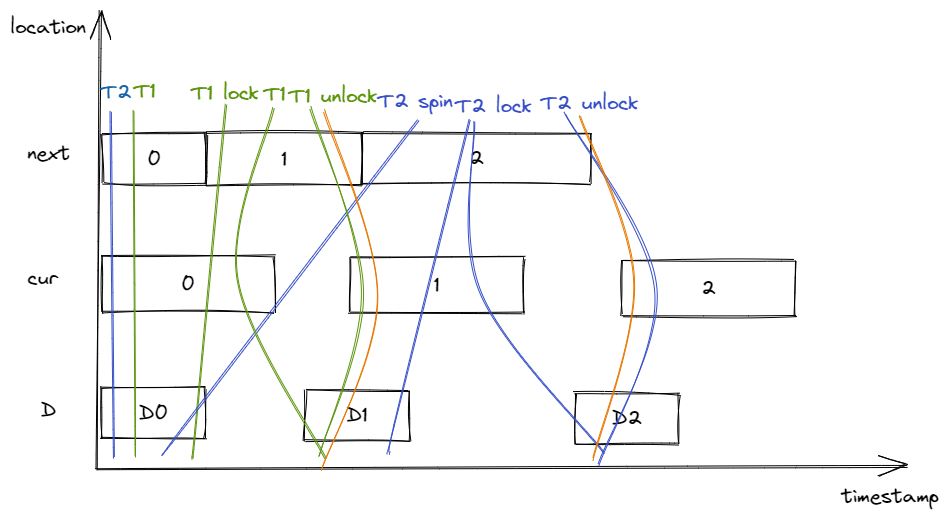 location
T2 T1 T1 lock T1 T1 unlock T2 spin T2 lock T2 unlock
next 0 1 2
cur 0 1 2
D D0 D1 D2
timestamp